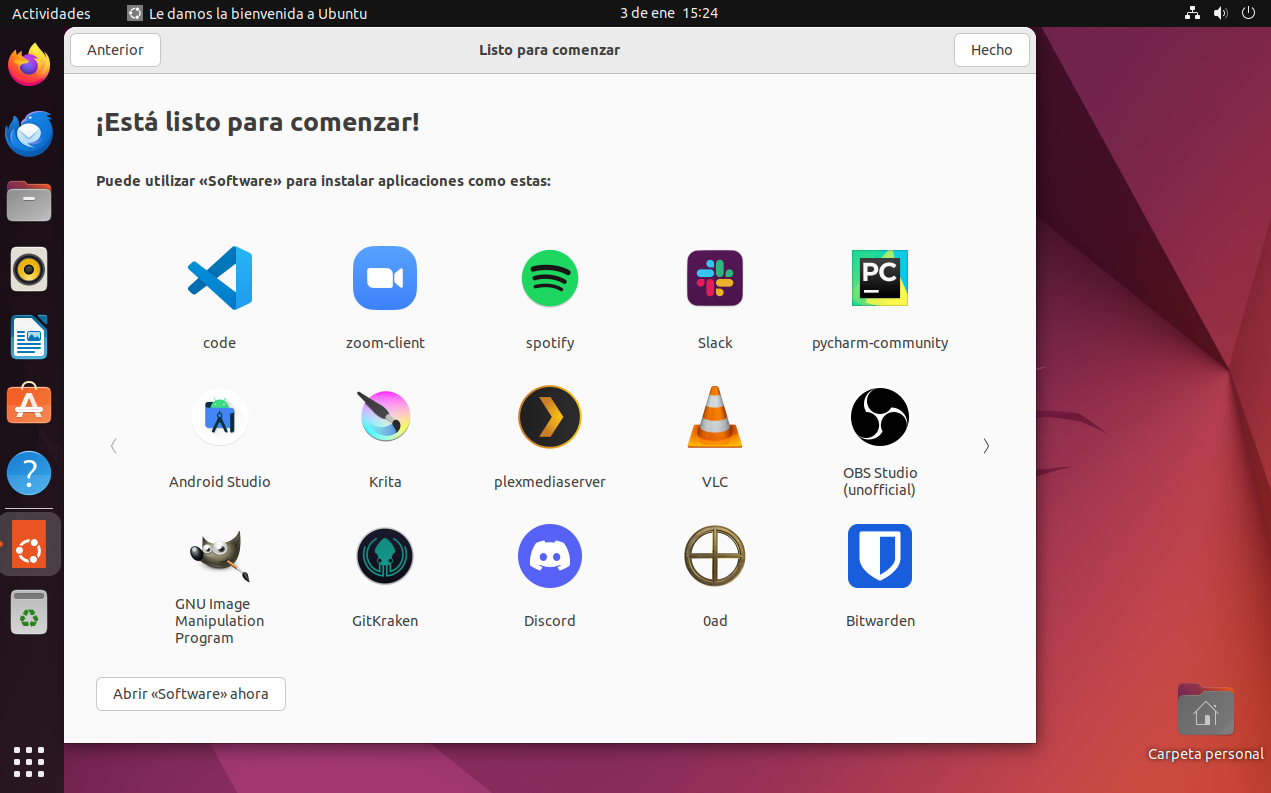 Actividades
Le damos la bienvenida a Ubuntu
3 de ene 15:24
Anterior
Listo para comenzar
Hecho
¡Está listo para comenzar!
Puede utilizar «Software» para instalar aplicaciones como estas:
code
zoom-client
spotify
Slack
PC
pycharm-community
Android Studio
Krita
plexmediaserver
VLC
OBS Studio
(unofficial)
GNU Image
Manipulation
Program
GitKraken
Discord
0ad
Bitwarden
Abrir «Software» ahora
Carpeta personal